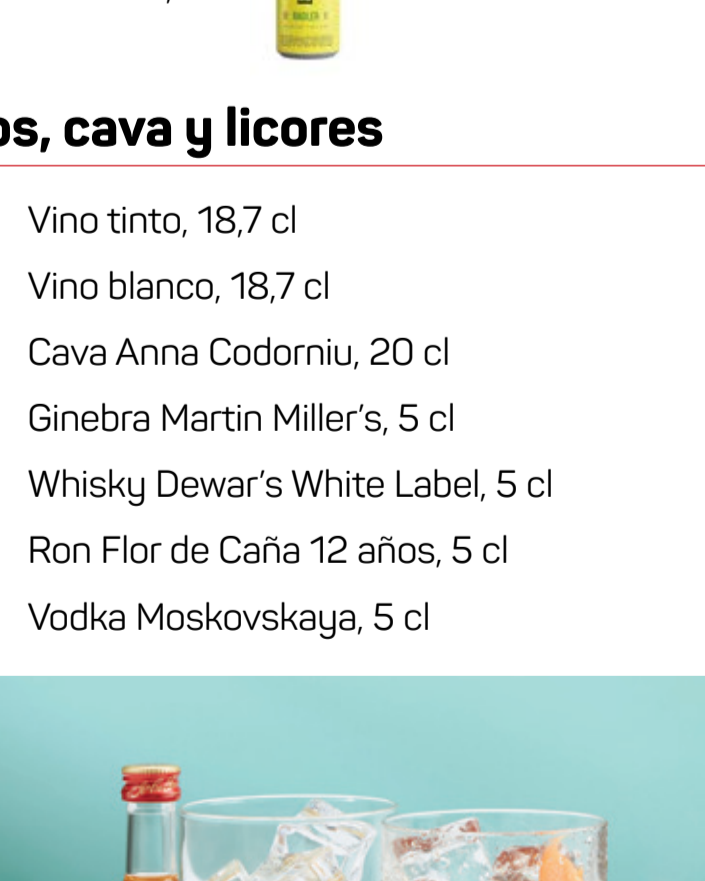 RADLER
os, cava y licores
Vino tinto, 18,7 cl
Vino blanco, 18,7 cl
Cava Anna Codorniu, 20 cl
Ginebra Martin Miller’s, 5 cl
Whisky Dewar’s White Label, 5 cl
Ron Flor de Caña 12 años, 5 cl
Vodka Moskovskaya, 5 cl